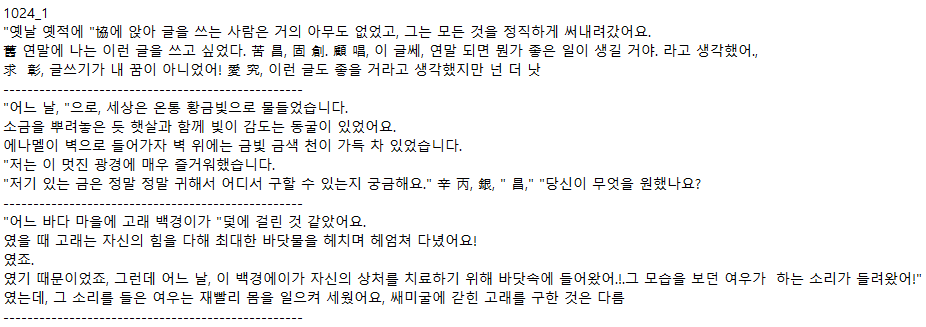 1024_1
"옛날 옛적에 "協에 앉아 글을 쓰는 사람은 거의 아무도 없었고, 그는 모든 것을 정직하게 써내려갔어요.
舊 연말에 나는 이런 글을 쓰고 싶었다. 苦 昌, 固 創. 顧 唱, 이 글쎄, 연말 되면 뭔가 좋은 일이 생길 거야. 라고 생각했어.,
求  彰, 글쓰기가 내 꿈이 아니었어! 愛 究, 이런 글도 좋을 거라고 생각했지만 넌 더 낫
--------------------------------------------------
"어느 날, "으로, 세상은 온통 황금빛으로 물들었습니다.
소금을 뿌려놓은 듯 햇살과 함께 빛이 감도는 동굴이 있었어요.
에나멜이 벽으로 들어가자 벽 위에는 금빛 금색 천이 가득 차 있었습니다.
"저는 이 멋진 광경에 매우 즐거워했습니다.
"저기 있는 금은 정말 정말 귀해서 어디서 구할 수 있는지 궁금해요." 辛 丙, 銀, " 昌," "당신이 무엇을 원했나요?
--------------------------------------------------
"어느 바다 마을에 고래 백경이가 "덫에 걸린 것 같았어요.
였을 때 고래는 자신의 힘을 다해 최대한 바닷물을 헤치며 헤엄쳐 다녔어요!
였죠.
였기 때문이었죠, 그런데 어느 날, 이 백경에이가 자신의 상처를 치료하기 위해 바닷속에 들어왔어.!.그 모습을 보던 여우가  하는 소리가 들려왔어!"
였는데, 그 소리를 들은 여우는 재빨리 몸을 일으켜 세웠어요, 쌔미굴에 갇힌 고래를 구한 것은 다름
--------------------------------------------------